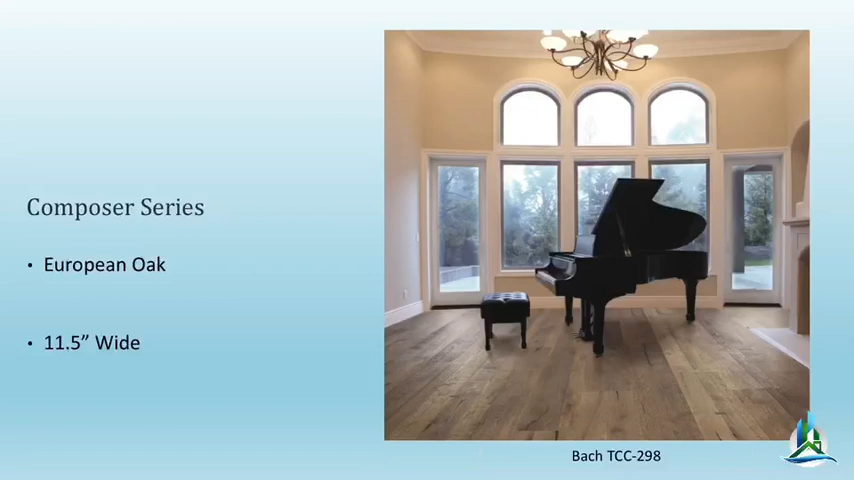 Composer Series
• European Oak
• 11.5” Wide
Bach TCC-298